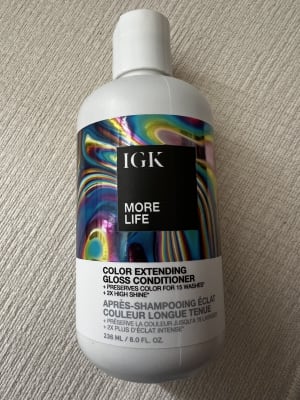 IGK
MORE
LIFE
COLOR EXTENDING
GLOSS CONDITIONER
+ PRESERVES COLOR FOR 15 WASHES*
+ 2X HIGH SHINE*
APRÈS-SHAMPOOING ÉCLAT
COULEUR LONGUE TENUE
+ PRÉSERVE LA COULEUR JUSQU'À 15 LAVAGES*
+ 2X PLUS D'ÉCLAT INTENSE*
236 ML / 8.0 FL. OZ.